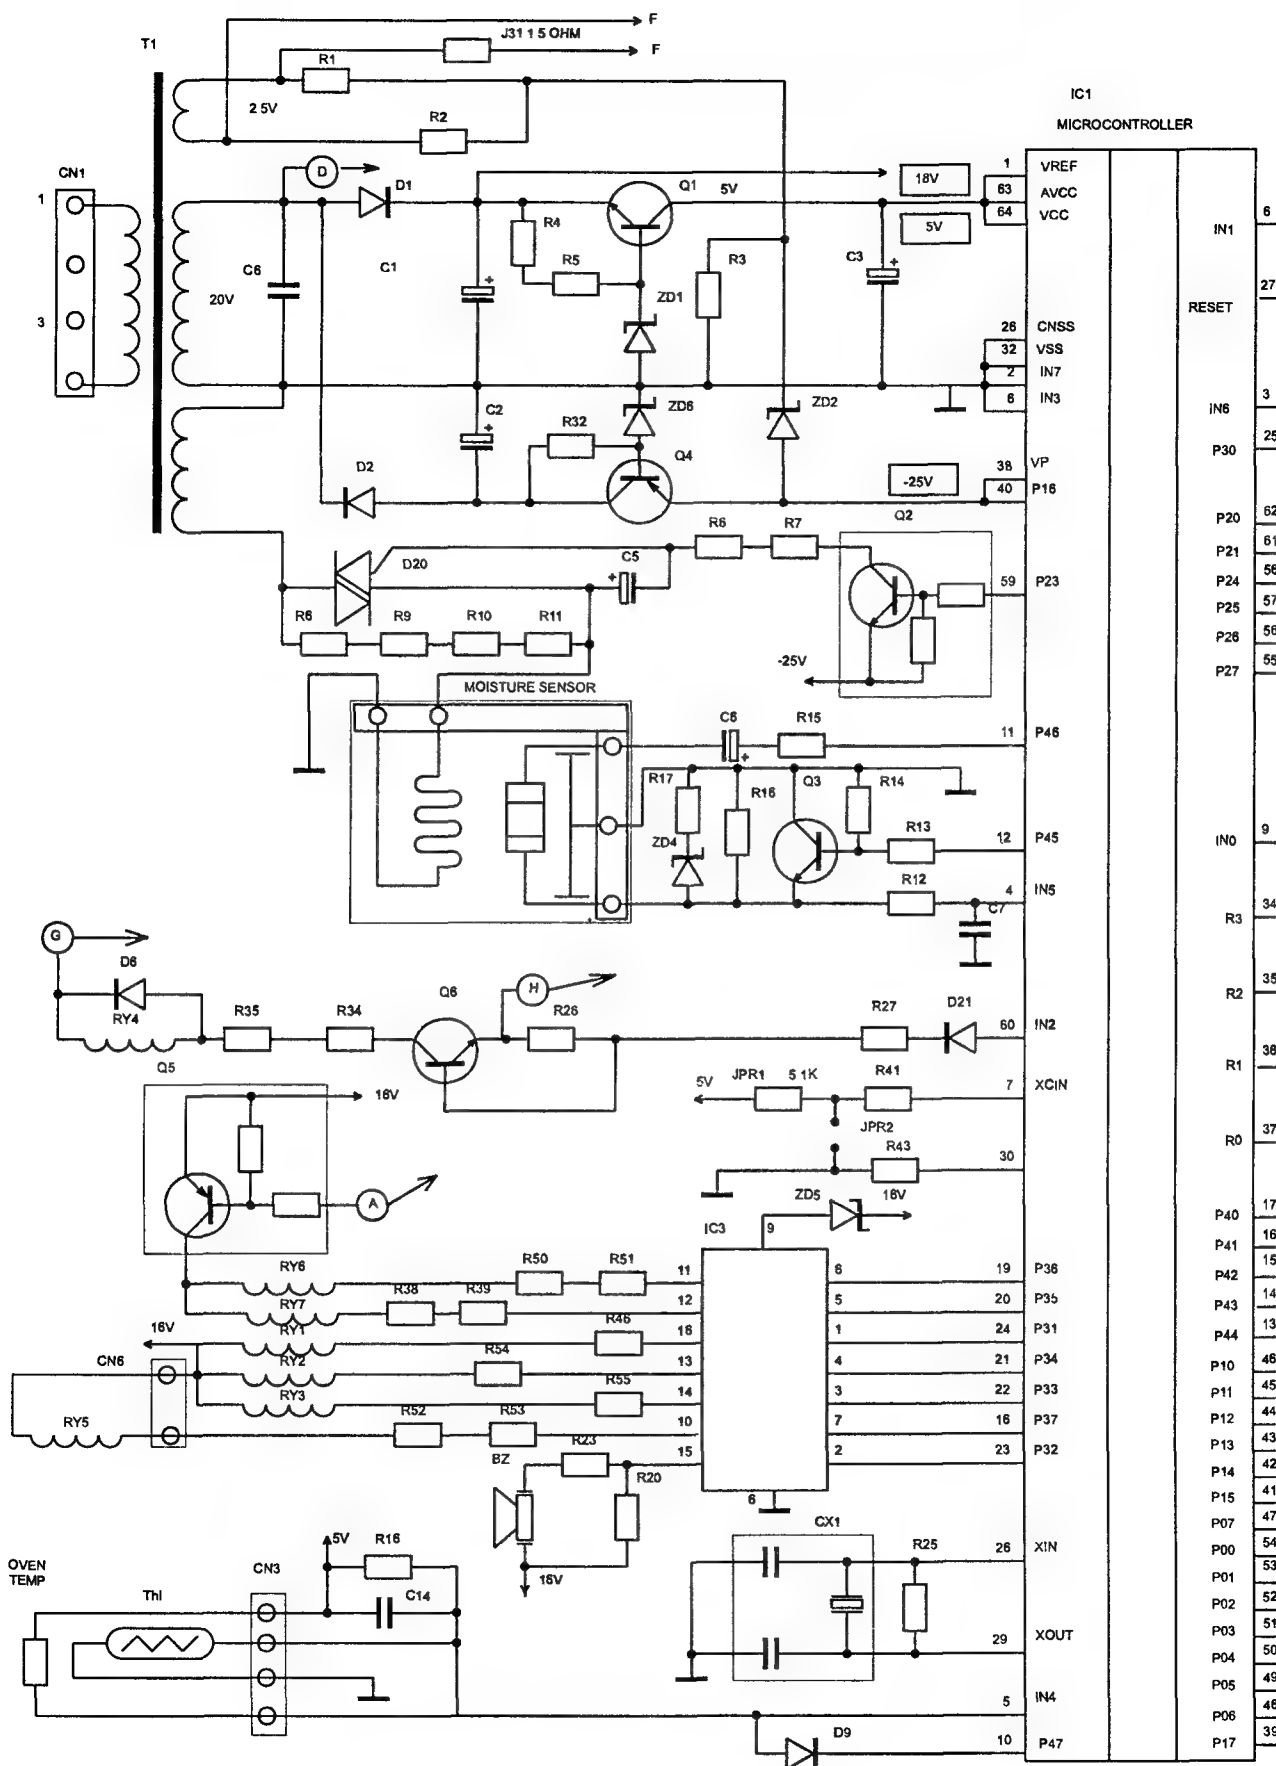 F
J31 1 5 OHM
F
T1
R1
2 5V
R2
IC1
MICROCONTROLLER
CN1
1
3
D
D1
Q1
5V
18V
5V
1 VREF
63 AVCC
64 VCC
6
IN1
R4
R5
C6
C1
+
R3
C3
+
20V
ZD1
27
RESET
26 CNSS
32 VSS
2 IN7
6 IN3
C2
+
ZD6
ZD2
R32
Q4
D2
3
IN6
25
P30
-25V
38 VP
40 P16
Q2
62
P20
61
P21
56
P24
57
P25
56
P26
55
P27
D20
C5
+
R6
R7
59 P23
R6
R9
R10
R11
-25V
MOISTURE SENSOR
C6
+
R15
11 P46
R17
R16
Q3
R14
ZD4
R13
12 P45
R12
4 IN5
C7
9
IN0
34
R3
G
D6
RY4
R35
R34
Q6
H
R26
R27
D21
60 IN2
35
R2
36
R1
Q5
16V
A
5V
JPR1
5 1K
R41
7 XCIN
JPR2
R43
30
37
R0
ZD5
18V
IC3
9
17
P40
16
P41
15
P42
14
P43
13
P44
RY6
R50
R51
11
6
19 P36
RY7
R38
R39
12
5
20 P35
RY1
R46
16
1
24 P31
16V
RY2
R54
13
4
21 P34
CN6
RY3
R55
14
3
22 P33
RY5
R52
R53
10
7
16 P37
BZ
R23
15
2
23 P32
R20
6
16V
46
P10
45
P11
44
P12
43
P13
42
P14
41
P15
47
P07
54
P00
53
P01
52
P02
51
P03
50
P04
49
P05
46
P06
39
P17
OVEN
TEMP
ThI
CN3
5V
R16
C14
CX1
R25
26 XIN
29 XOUT
5 IN4
D9
10 P47